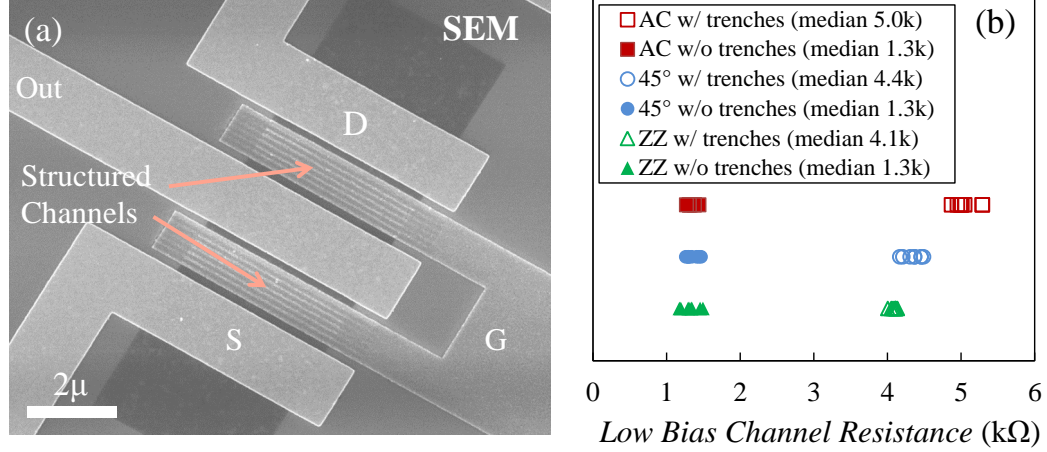 (a)
SEM
Out
D
Structured
Channels
S
G
2μ
(b)
AC w/ trenches (median 5.0k)
AC w/o trenches (median 1.3k)
45° w/ trenches (median 4.4k)
45° w/o trenches (median 1.3k)
ZZ w/ trenches (median 4.1k)
ZZ w/o trenches (median 1.3k)
0 1 2 3 4 5 6
Low Bias Channel Resistance (kΩ)